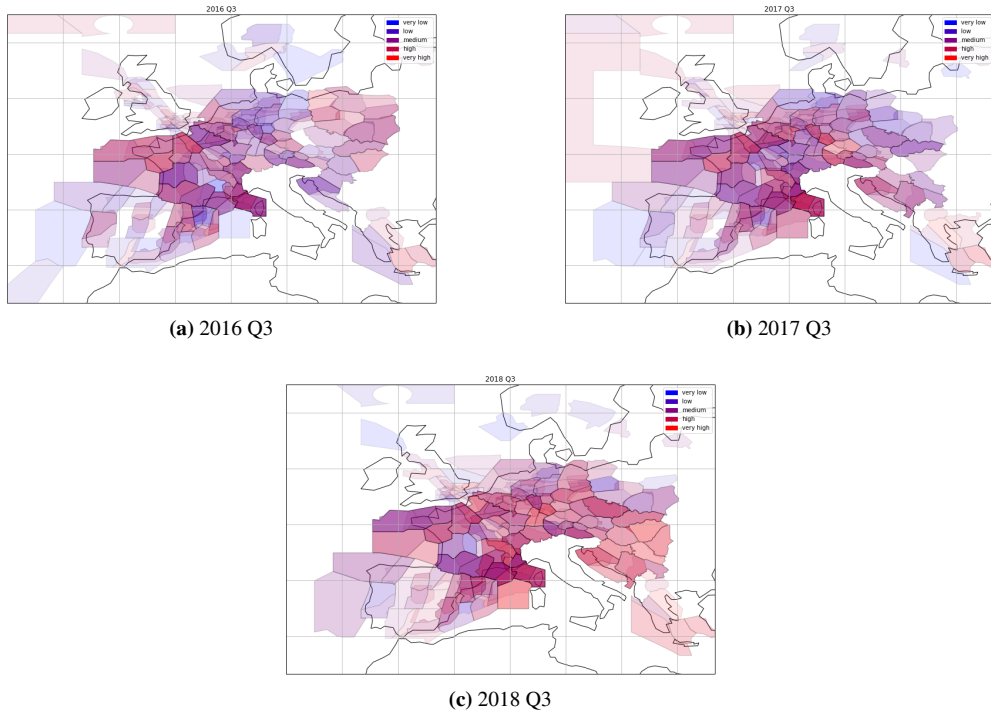 2016 Q3
very low
low
medium
high
very high
(a) 2016 Q3
2017 Q3
very low
low
medium
high
very high
(b) 2017 Q3
2018 Q3
very low
low
medium
high
very high
(c) 2018 Q3